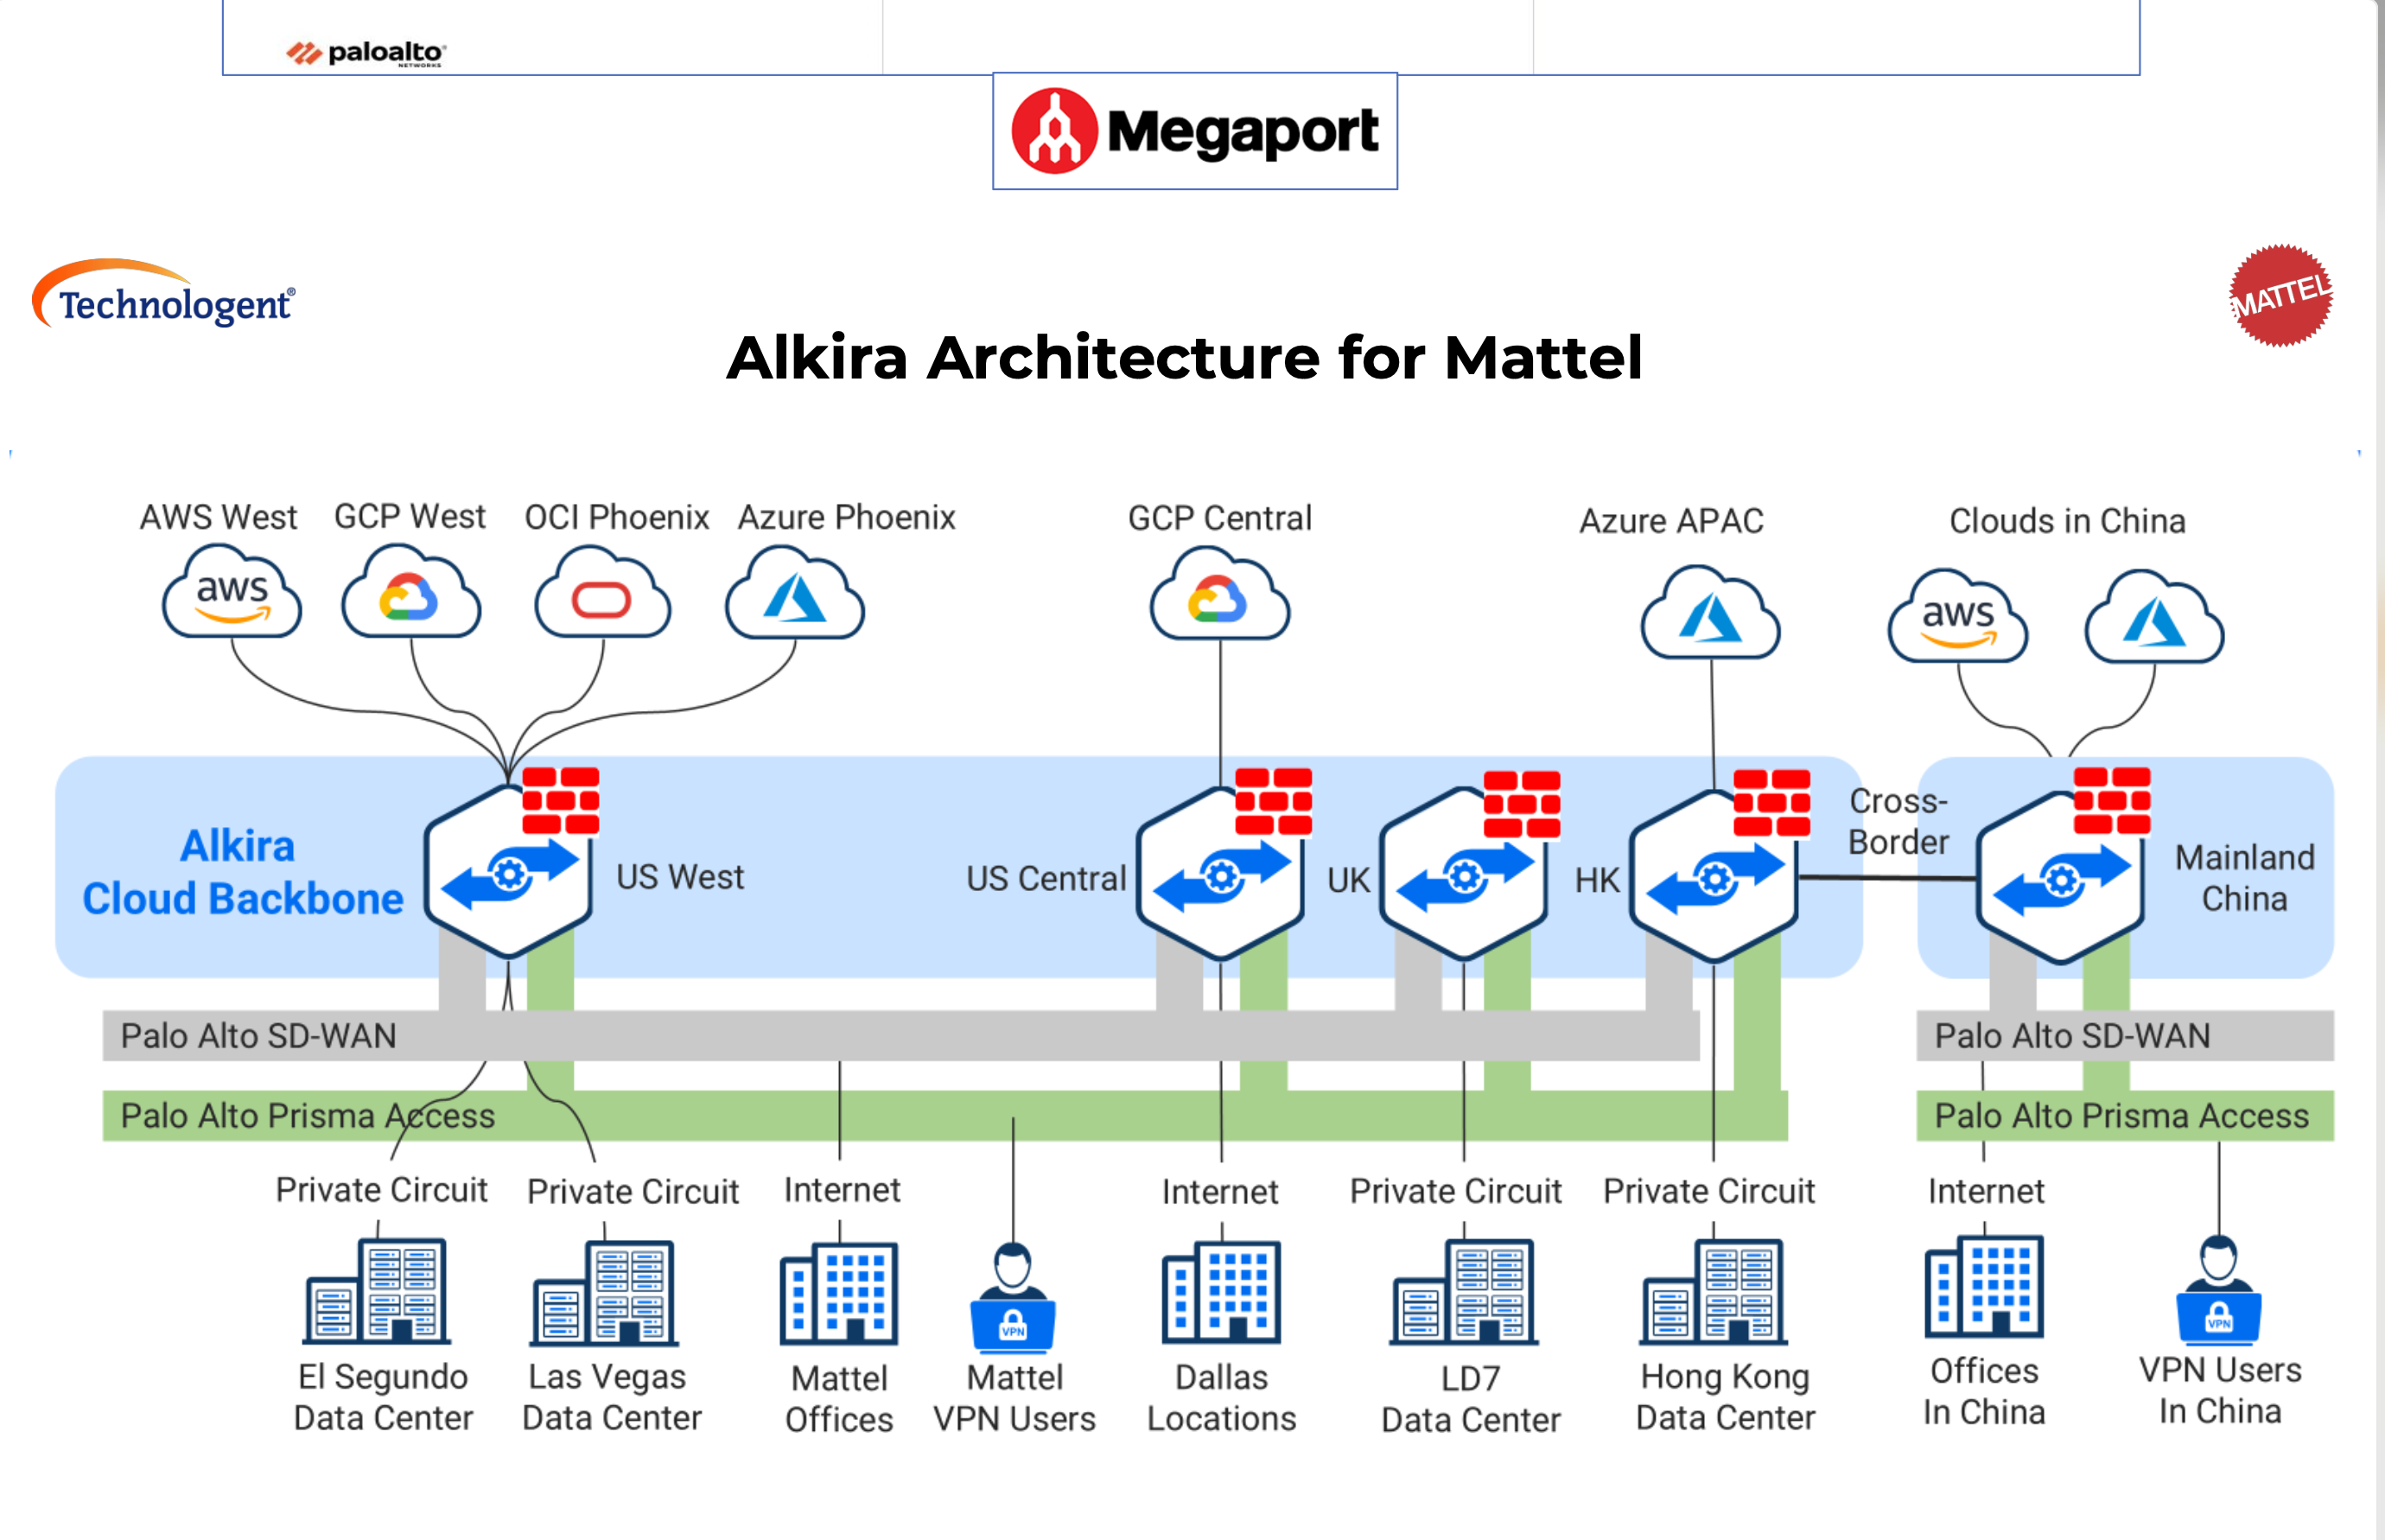 paloalto
NETWORKS
Megaport
Technologent®
MATTEL
Alkira Architecture for Mattel
AWS West
GCP West
OCI Phoenix
Azure Phoenix
GCP Central
Azure APAC
Clouds in China
aws
aws
Alkira
Cloud Backbone
US West
US Central
UK
HK
Cross-
Border
Mainland
China
Palo Alto SD-WAN
Palo Alto SD-WAN
Palo Alto Prisma Access
Palo Alto Prisma Access
Private Circuit
Private Circuit
Internet
Internet
Private Circuit
Private Circuit
Internet
VPN
VPN
El Segundo
Data Center
Las Vegas
Data Center
Mattel
Offices
Mattel
VPN Users
Dallas
Locations
LD7
Data Center
Hong Kong
Data Center
Offices
In China
VPN Users
In China